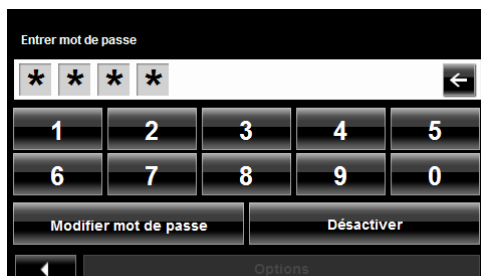 Entrer mot de passe
* * * *
1 2 3 4 5
6 7 8 9 0
Modifier mot de passe Désactiver
Options